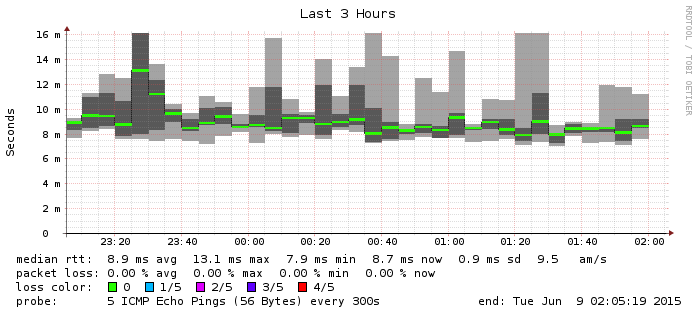 Last 3 Hours
RRDTOOL / TOBI OETIKER
Seconds
16 m
14 m
12 m
10 m
8 m
6 m
4 m
2 m
0
23:20 23:40 00:00 00:20 00:40 01:00 01:20 01:40 02:00
median rtt: 8.9 ms avg 13.1 ms max 7.9 ms min 8.7 ms now 0.9 ms sd 9.5 am/s
packet loss: 0.00 % avg 0.00 % max 0.00 % min 0.00 % now
loss color: 0 1/5 2/5 3/5 4/5
probe: 5 ICMP Echo Pings (56 Bytes) every 300s end: Tue Jun 9 02:05:19 2015